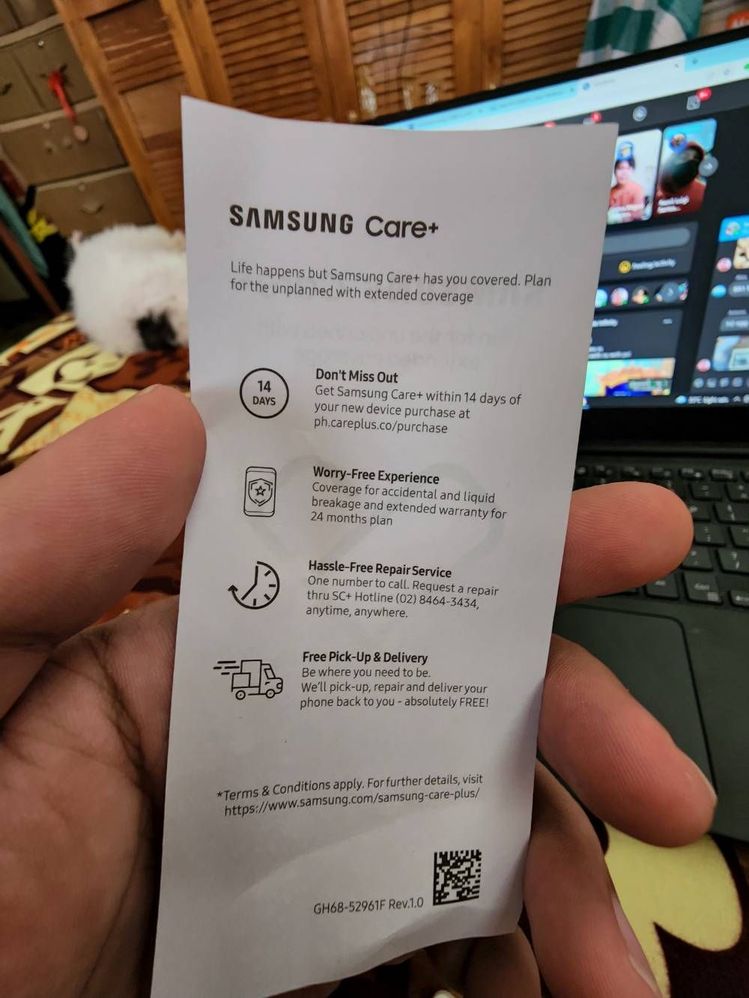 SAMSUNG Care+
Life happens but Samsung Care+ has you covered. Plan
for the unplanned with extended coverage
14
DAYS
Don't Miss Out
Get Samsung Care+ within 14 days of
your new device purchase at
ph.careplus.co/purchase
Worry-Free Experience
Coverage for accidental and liquid
breakage and extended warranty for
24 months plan
Hassle-Free Repair Service
One number to call. Request a repair
thru SC+ Hotline (02) 8464-3434,
anytime, anywhere.
Free Pick-Up & Delivery
Be where you need to be.
We'll pick-up, repair and deliver your
phone back to you - absolutely FREE!
*Terms & Conditions apply. For further details, visit
https://www.samsung.com/samsung-care-plus/
GH68-52961F Rev.1.0